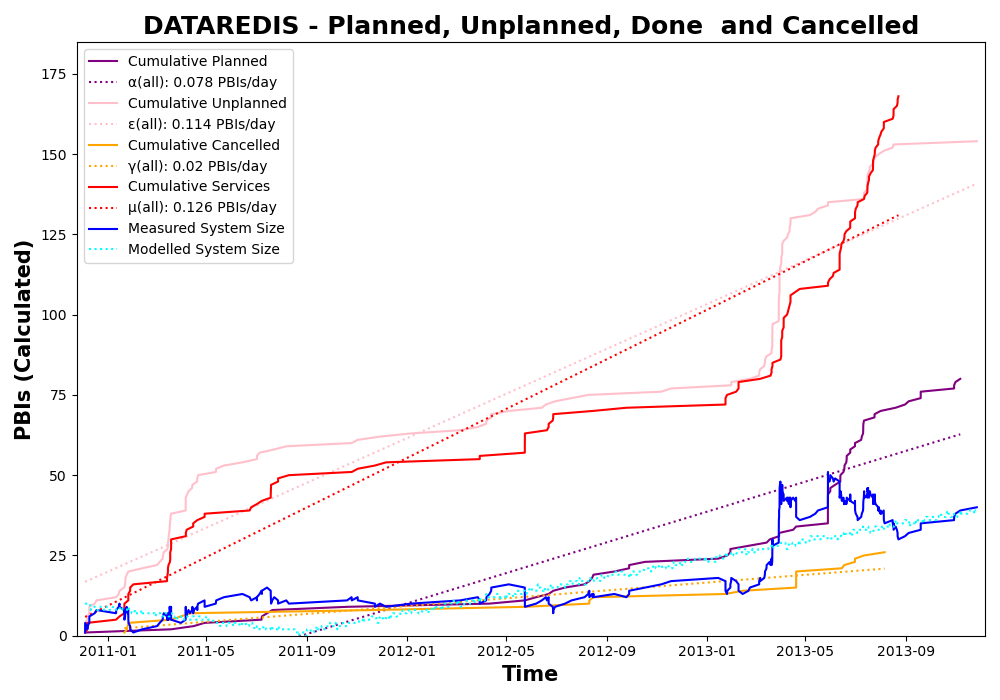 DATAREDIS - Planned, Unplanned, Done  and Cancelled
Cumulative Planned
α(all): 0.078 PBIs/day
Cumulative Unplanned
ε(all): 0.114 PBIs/day
Cumulative Cancelled
γ(all): 0.02 PBIs/day
Cumulative Services
μ(all): 0.126 PBIs/day
Measured System Size
Modelled System Size
PBIs (Calculated)
175
150
125
100
75
50
25
0
2011-01 2011-05 2011-09 2012-01 2012-05 2012-09 2013-01 2013-05 2013-09
Time